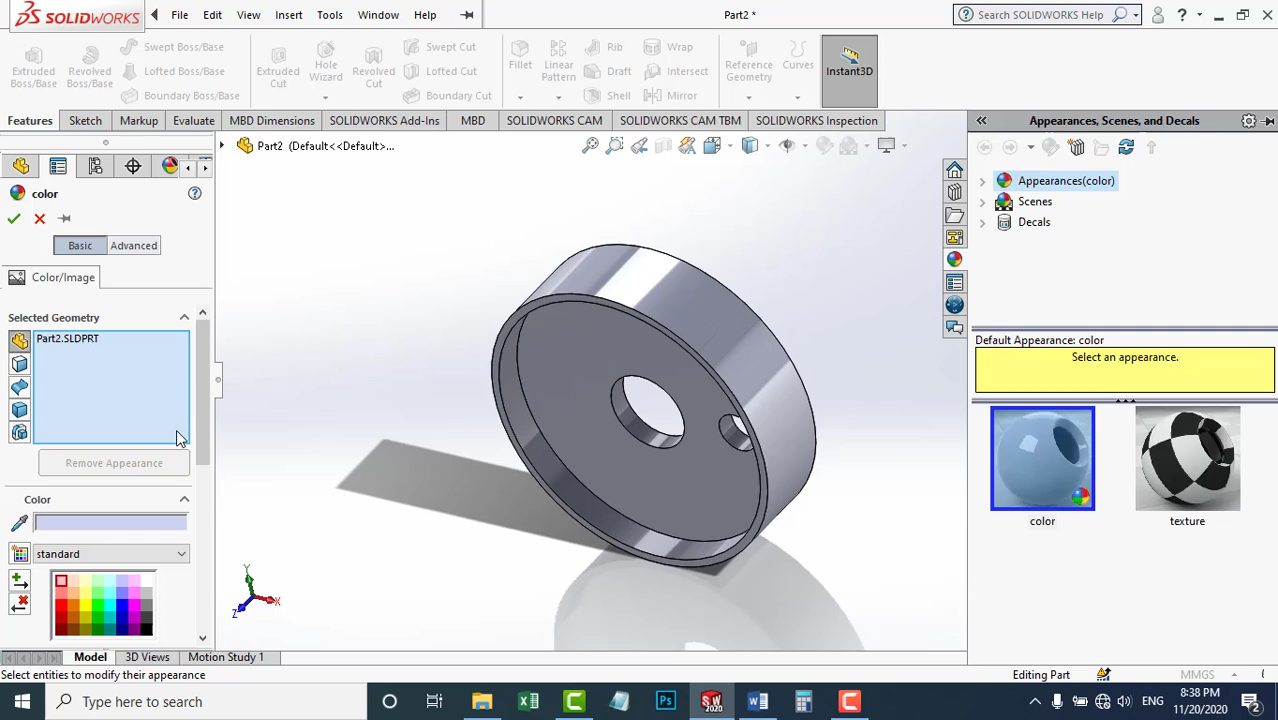 SOLIDWORKS
File
Edit
View
Insert
Tools
Window
Help
Part2 *
Search SOLIDWORKS Help
?
Extruded Boss/Base
Revolved Boss/Base
Swept Boss/Base
Lofted Boss/Base
Boundary Boss/Base
Extruded Cut
Hole Wizard
Revolved Cut
Swept Cut
Lofted Cut
Boundary Cut
Fillet
Linear Pattern
Rib
Draft
Shell
Wrap
Intersect
Mirror
Reference Geometry
Curves
Instant3D
Features
Sketch
Markup
Evaluate
MBD Dimensions
SOLIDWORKS Add-Ins
MBD
SOLIDWORKS CAM
SOLIDWORKS CAM TBM
SOLIDWORKS Inspection
Part2 (Default<<Default>...
color
Basic
Advanced
Color/Image
Selected Geometry
Part2.SLDPRT
Remove Appearance
Color
standard
Y
X
Z
Appearances, Scenes, and Decals
Appearances(color)
Scenes
Decals
Default Appearance: color
Select an appearance.
color
texture
Model
3D Views
Motion Study 1
Select entities to modify their appearance
Editing Part
MMGS
Type here to search
ENG
8:38 PM
11/20/2020
2